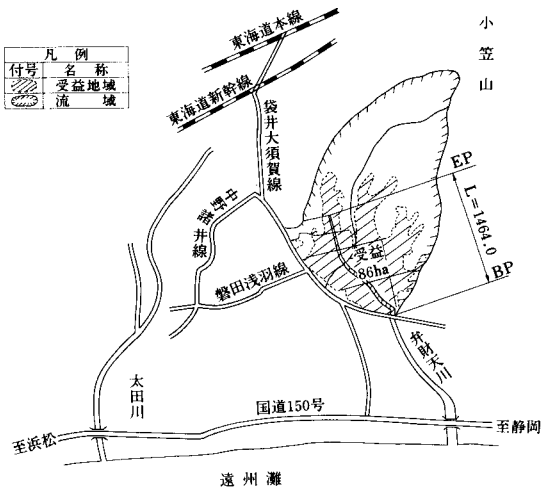 小笠山
東海道本線
東海道新幹線
凡例
付号 名称
受益地域
流域
袋井大須賀線
EP
L=1464.0
BP
中野諸井線
受益
86ha
磐田浅羽線
弁財天川
太田川
国道150号
至浜松
至静岡
遠州灘